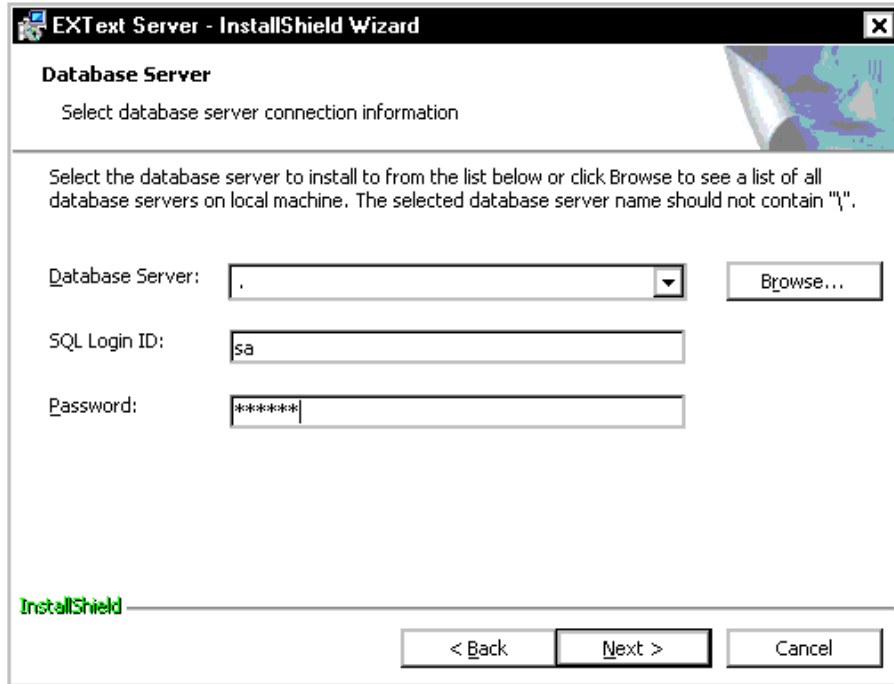 EXText Server - InstallShield Wizard
Database Server
Select database server connection information
Select the database server to install to from the list below or click Browse to see a list of all
database servers on local machine. The selected database server name should not contain "\".
Database Server: . Browse...
SQL Login ID: sa
Password: ******
InstallShield
< Back Next > Cancel